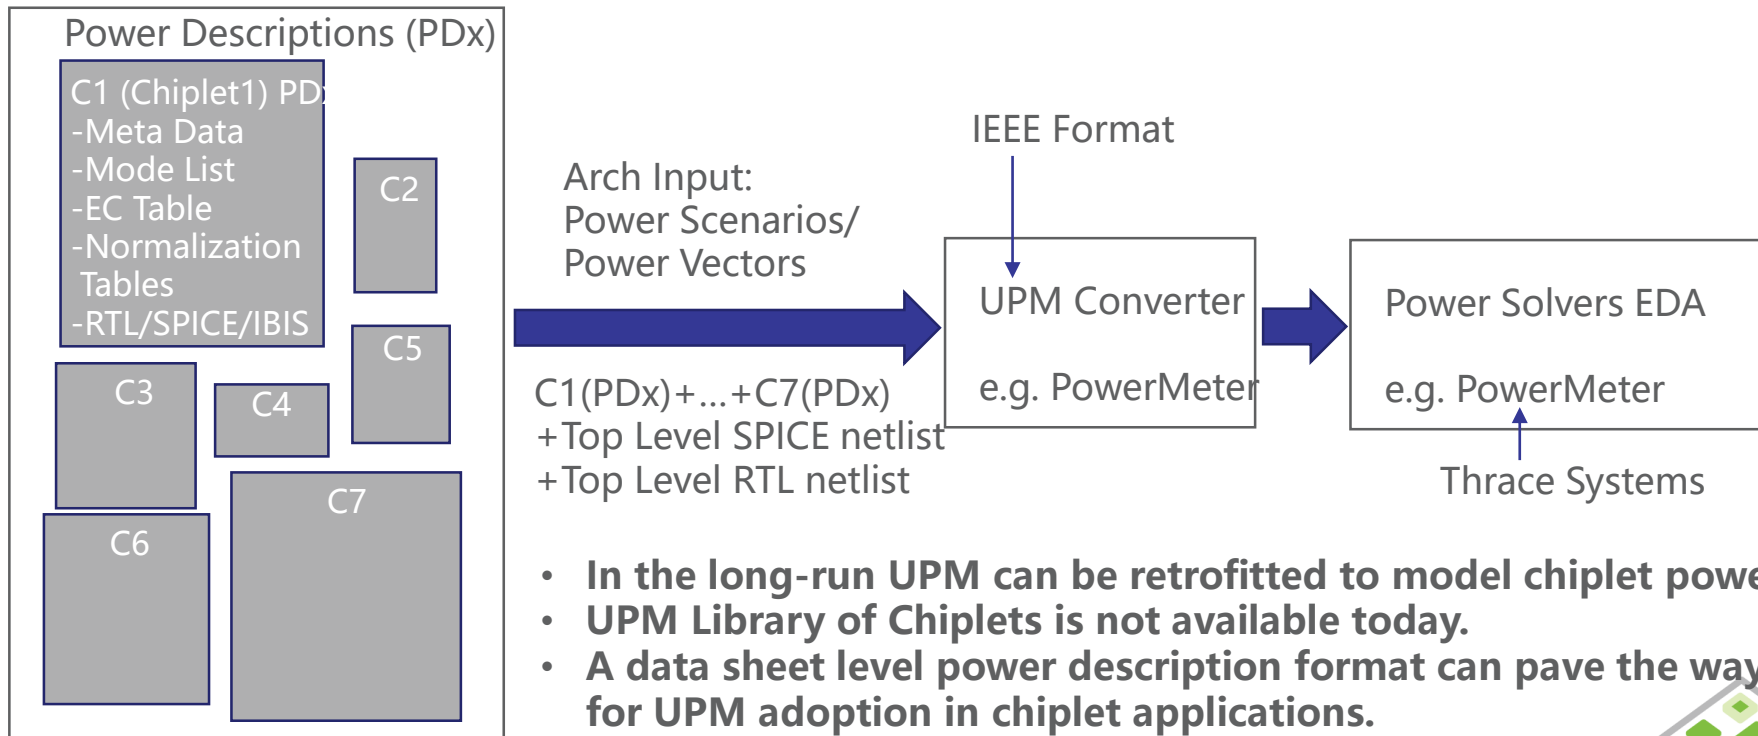 Power Descriptions (PDx)
C1 (Chiplet1) PDx
-Meta Data
-Mode List
-EC Table
-Normalization
Tables
-RTL/SPICE/IBIS
C2
C5
C3
C4
C7
C6
Arch Input:
Power Scenarios/
Power Vectors
C1(PDx)+...+C7(PDx)
+Top Level SPICE netlist
+Top Level RTL netlist
IEEE Format
UPM Converter
e.g. PowerMeter
Power Solvers EDA
e.g. PowerMeter
Thrace Systems
• In the long-run UPM can be retrofitted to model chiplet powe
• UPM Library of Chiplets is not available today.
• A data sheet level power description format can pave the way
for UPM adoption in chiplet applications.